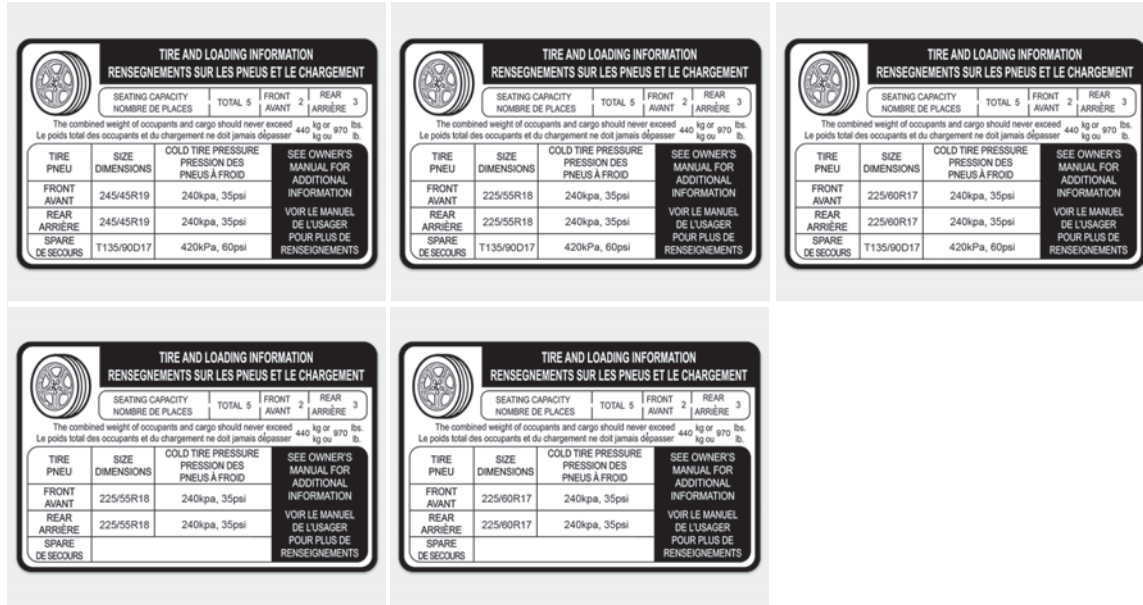 TIRE AND LOADING INFORMATION
RENSEGNEMENTS SUR LES PNEUS ET LE CHARGEMENT
SEATING CAPACITY
NOMBRE DE PLACES
TOTAL 5
FRONT
AVANT
2
REAR
ARRIÈRE
3
The combined weight of occupants and cargo should never exceed 440 kg or 970 lbs.
Le poids total des occupants et du chargement ne doit jamais dépasser kg ou lb.
TIRE
PNEU
SIZE
DIMENSIONS
COLD TIRE PRESSURE
PRESSION DES
PNEUS À FROID
FRONT
AVANT
245/45R19
240kpa, 35psi
REAR
ARRIÈRE
245/45R19
240kpa, 35psi
SPARE
DE SECOURS
T135/90D17
420kPa, 60psi
SEE OWNER'S
MANUAL FOR
ADDITIONAL
INFORMATION
VOIR LE MANUEL
DE L'USAGER
POUR PLUS DE
RENSEIGNEMENTS
TIRE AND LOADING INFORMATION
RENSEGNEMENTS SUR LES PNEUS ET LE CHARGEMENT
SEATING CAPACITY
NOMBRE DE PLACES
TOTAL 5
FRONT
AVANT
2
REAR
ARRIÈRE
3
The combined weight of occupants and cargo should never exceed 440 kg or 970 lbs.
Le poids total des occupants et du chargement ne doit jamais dépasser kg ou lb.
TIRE
PNEU
SIZE
DIMENSIONS
COLD TIRE PRESSURE
PRESSION DES
PNEUS À FROID
FRONT
AVANT
225/55R18
240kpa, 35psi
REAR
ARRIÈRE
225/55R18
240kpa, 35psi
SPARE
DE SECOURS
T135/90D17
420kPa, 60psi
SEE OWNER'S
MANUAL FOR
ADDITIONAL
INFORMATION
VOIR LE MANUEL
DE L'USAGER
POUR PLUS DE
RENSEIGNEMENTS
TIRE AND LOADING INFORMATION
RENSEGNEMENTS SUR LES PNEUS ET LE CHARGEMENT
SEATING CAPACITY
NOMBRE DE PLACES
TOTAL 5
FRONT
AVANT
2
REAR
ARRIÈRE
3
The combined weight of occupants and cargo should never exceed 440 kg or 970 lbs.
Le poids total des occupants et du chargement ne doit jamais dépasser kg ou lb.
TIRE
PNEU
SIZE
DIMENSIONS
COLD TIRE PRESSURE
PRESSION DES
PNEUS À FROID
FRONT
AVANT
225/60R17
240kpa, 35psi
REAR
ARRIÈRE
225/60R17
240kpa, 35psi
SPARE
DE SECOURS
T135/90D17
420kPa, 60psi
SEE OWNER'S
MANUAL FOR
ADDITIONAL
INFORMATION
VOIR LE MANUEL
DE L'USAGER
POUR PLUS DE
RENSEIGNEMENTS
TIRE AND LOADING INFORMATION
RENSEGNEMENTS SUR LES PNEUS ET LE CHARGEMENT
SEATING CAPACITY
NOMBRE DE PLACES
TOTAL 5
FRONT
AVANT
2
REAR
ARRIÈRE
3
The combined weight of occupants and cargo should never exceed 440 kg or 970 lbs.
Le poids total des occupants et du chargement ne doit jamais dépasser kg ou lb.
TIRE
PNEU
SIZE
DIMENSIONS
COLD TIRE PRESSURE
PRESSION DES
PNEUS À FROID
FRONT
AVANT
225/55R18
240kpa, 35psi
REAR
ARRIÈRE
225/55R18
240kpa, 35psi
SPARE
DE SECOURS
SEE OWNER'S
MANUAL FOR
ADDITIONAL
INFORMATION
VOIR LE MANUEL
DE L'USAGER
POUR PLUS DE
RENSEIGNEMENTS
TIRE AND LOADING INFORMATION
RENSEGNEMENTS SUR LES PNEUS ET LE CHARGEMENT
SEATING CAPACITY
NOMBRE DE PLACES
TOTAL 5
FRONT
AVANT
2
REAR
ARRIÈRE
3
The combined weight of occupants and cargo should never exceed 440 kg or 970 lbs.
Le poids total des occupants et du chargement ne doit jamais dépasser kg ou lb.
TIRE
PNEU
SIZE
DIMENSIONS
COLD TIRE PRESSURE
PRESSION DES
PNEUS À FROID
FRONT
AVANT
225/60R17
240kpa, 35psi
REAR
ARRIÈRE
225/60R17
240kpa, 35psi
SPARE
DE SECOURS
SEE OWNER'S
MANUAL FOR
ADDITIONAL
INFORMATION
VOIR LE MANUEL
DE L'USAGER
POUR PLUS DE
RENSEIGNEMENTS